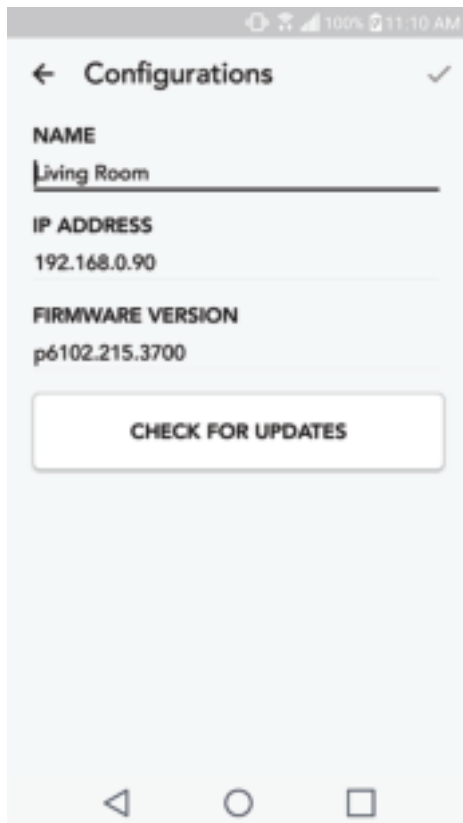 100% 11:10 AM
Configurations
NAME
Living Room
IP ADDRESS
192.168.0.90
FIRMWARE VERSION
p6102.215.3700
CHECK FOR UPDATES